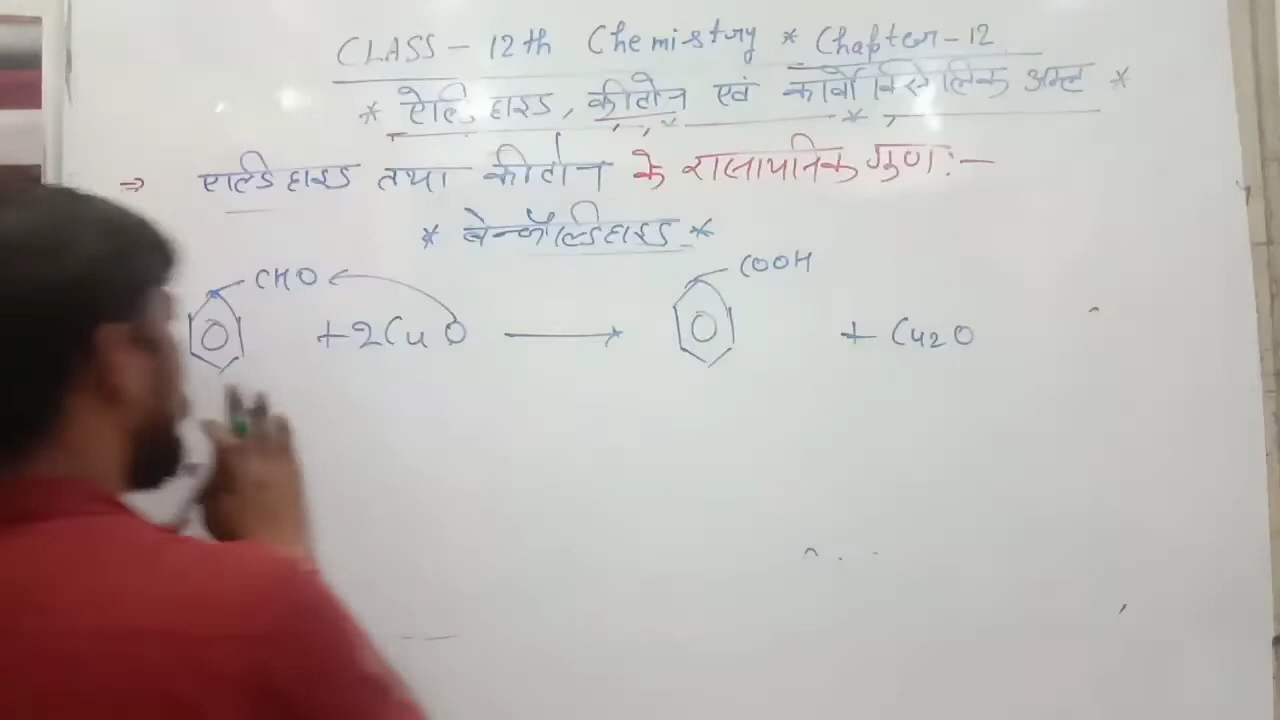 CLASS - 12th Chemistry * Chapter - 12
* ऐल्डिहाइड, कीटोन एवं कार्बोक्सिलिक अम्ल *
⇒ एल्डिहाइड तथा कीटोन के रासायनिक गुण :-
* बेन्जॉल्डिहाइड *
CHO COOH
+ 2CuO ⟶ + Cu2O